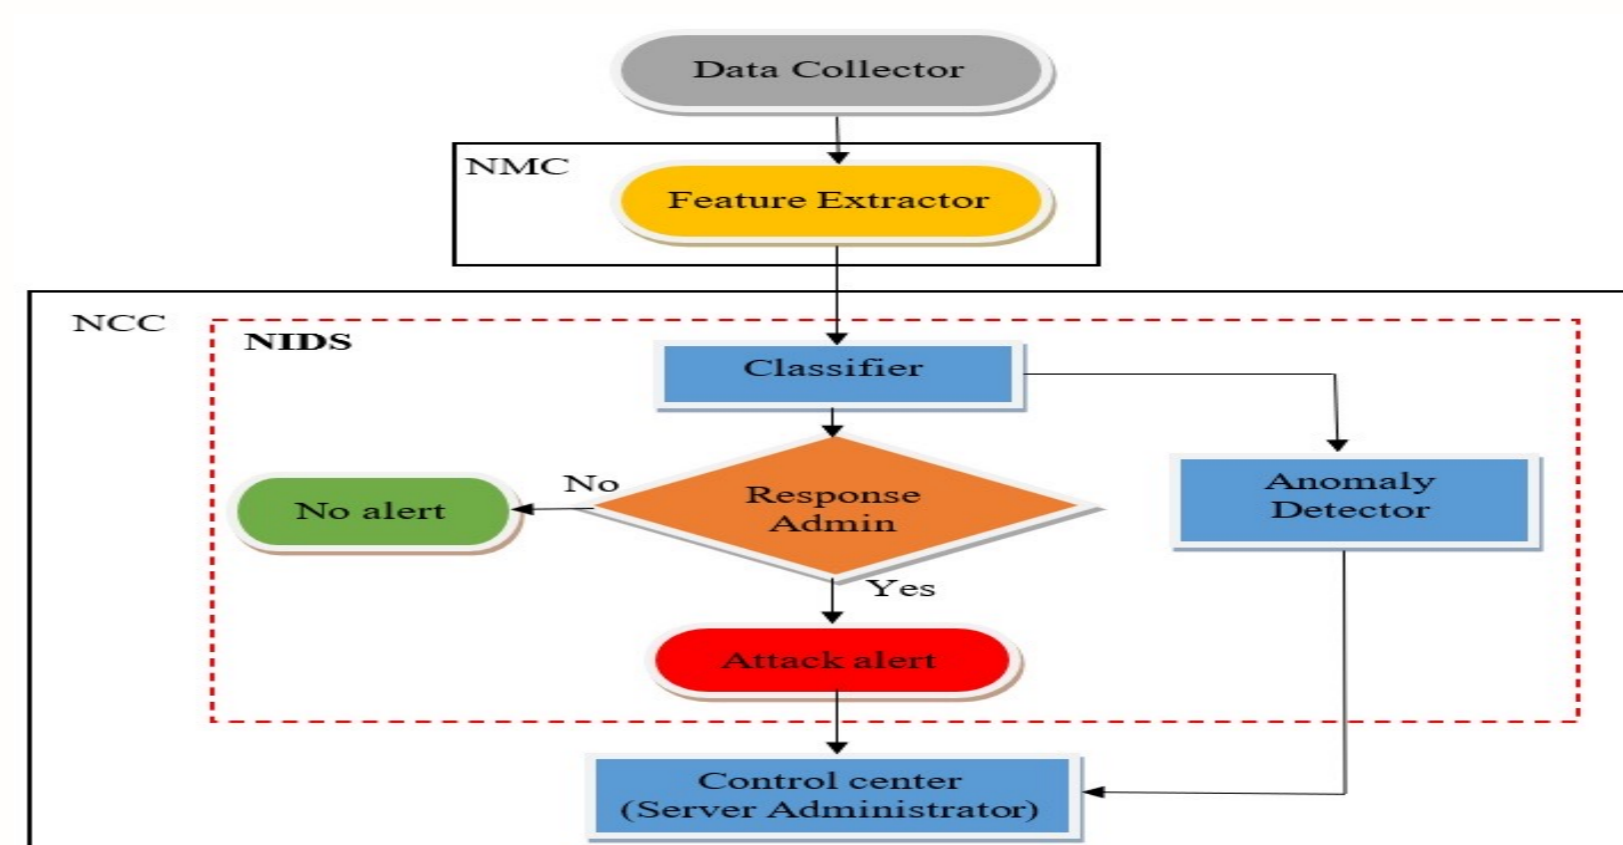 Data Collector
NMC
Feature Extractor
NCC
NIDS
Classifier
No
No alert
Response
Admin
Anomaly
Detector
Yes
Attack alert
Control center
(Server Administrator)